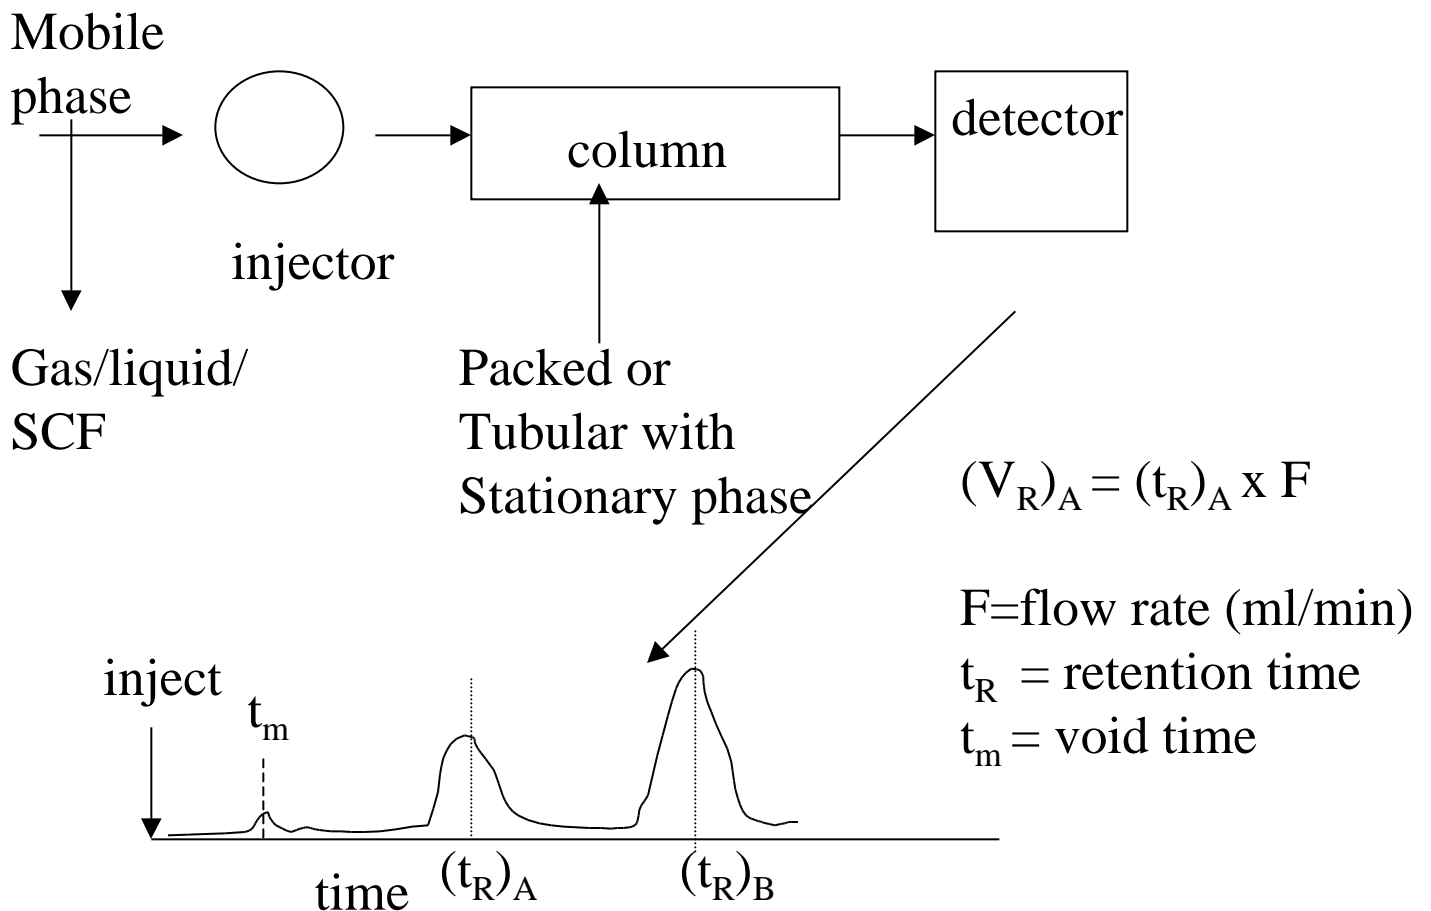 Mobile
phase
injector
column
detector
Gas/liquid/
SCF
Packed or
Tubular with
Stationary phase
(V_R)_A = (t_R)_A x F
F=flow rate (ml/min)
t_R = retention time
t_m = void time
inject
t_m
time
(t_R)_A
(t_R)_B